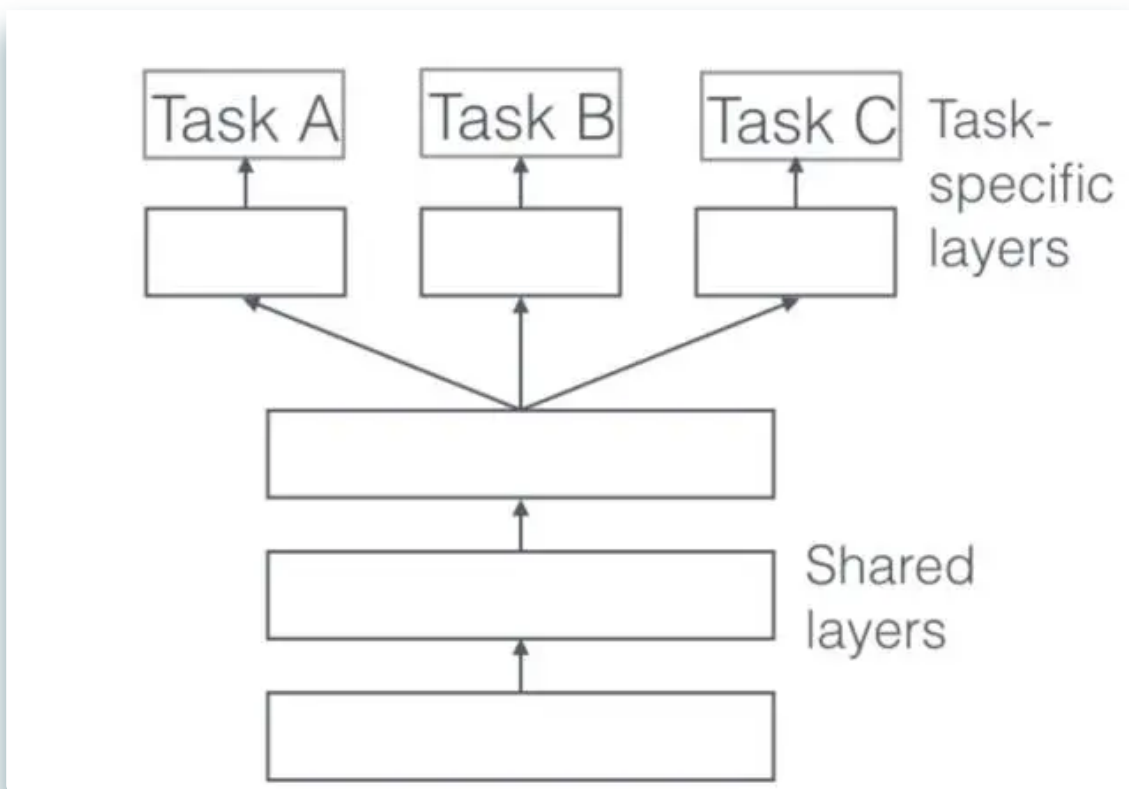 Task A
Task B
Task C
Task-
specific
layers
Shared
layers